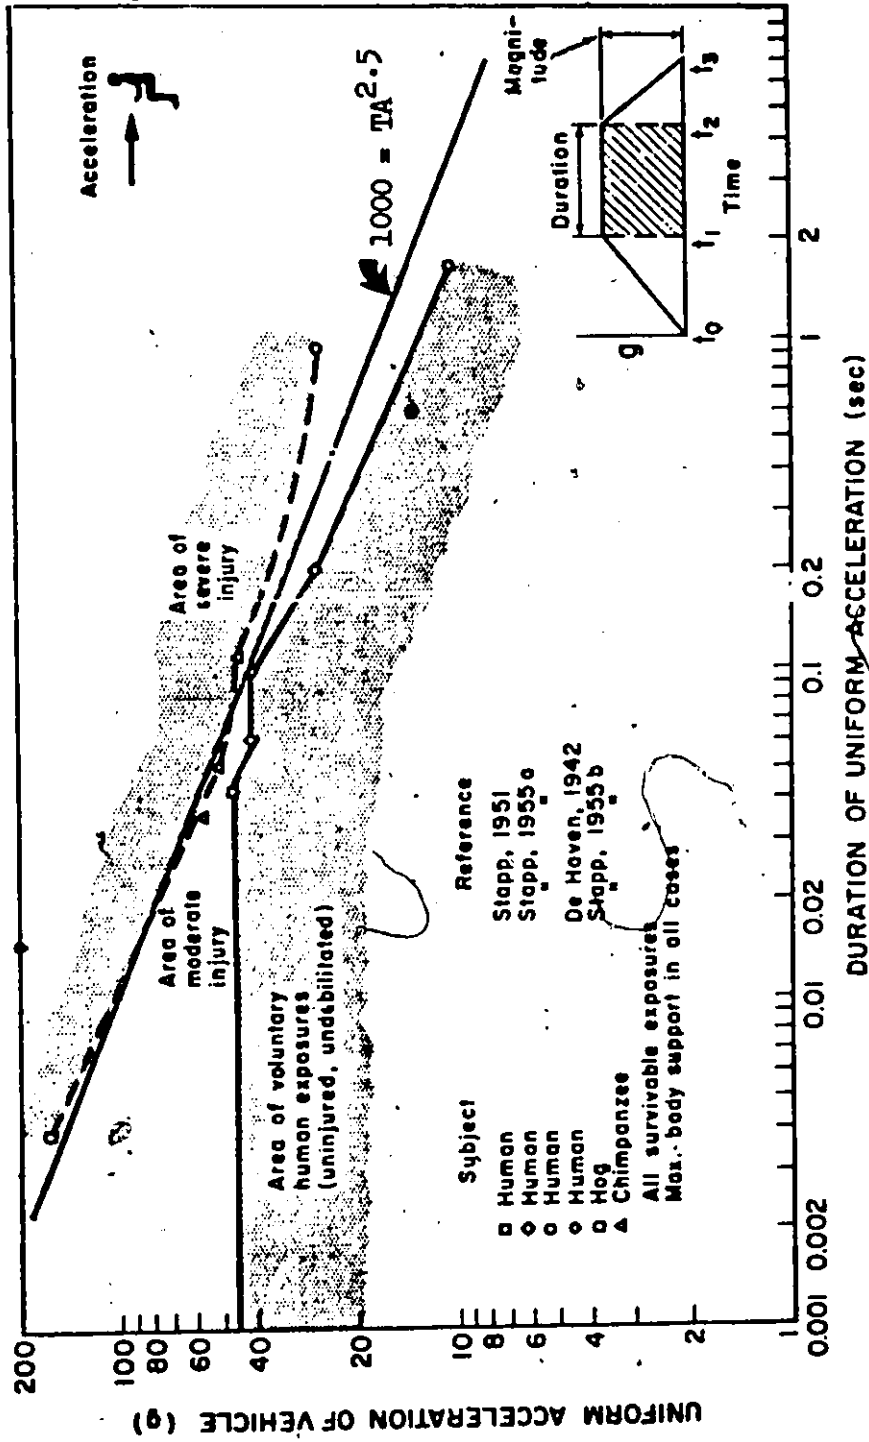 UNIFORM ACCELERATION OF VEHICLE (g)
200
100
80
60
40
20
10
8
6
4
2
1
Acceleration
1000 = TA^2.5
Area of
severe
injury
Area of
moderate
injury
Area of voluntary
human exposures
(uninjured, undebilitated)
Subject Reference
Human Stapp, 1951
Human Stapp, 1955a
Human "
Human De Haven, 1942
Hog Stapp, 1955b
Chimpanzee "
All survivable exposures
Max. body support in all cases
Magni-
tude
Duration
g
t0 t1 t2 t3
Time
0.001 0.002 0.01 0.02 0.1 0.2 1 2
DURATION OF UNIFORM ACCELERATION (sec)